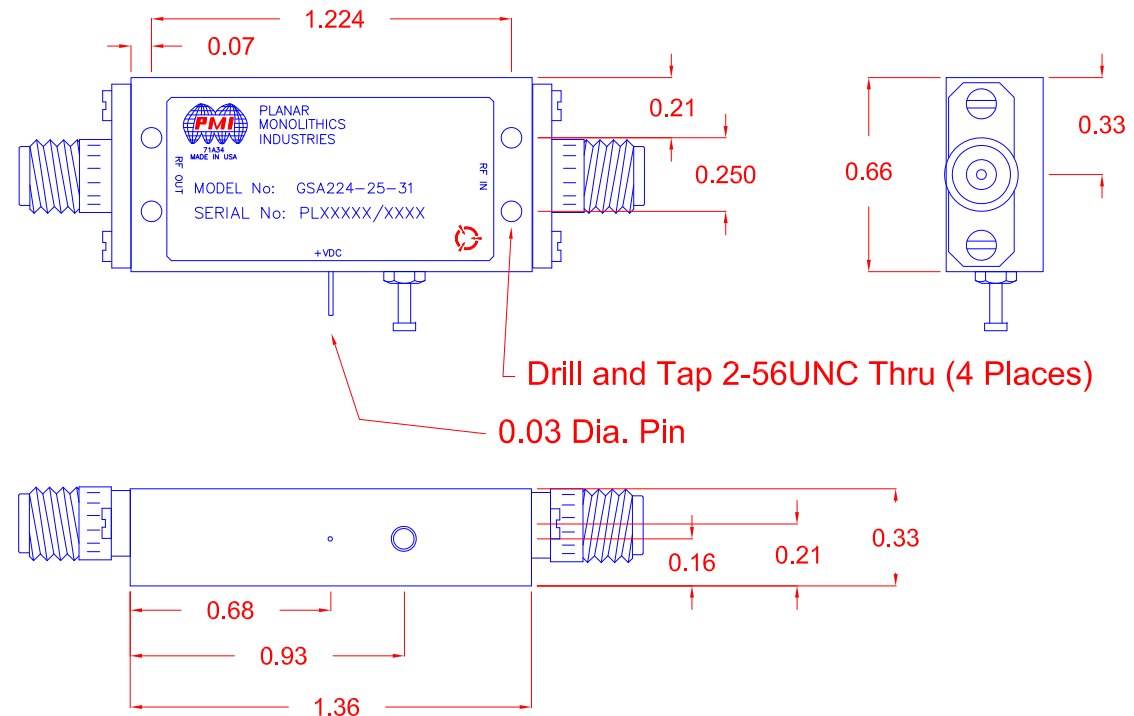 1.224
0.07
PMI
71A34
MADE IN USA
PLANAR
MONOLITHICS
INDUSTRIES
RF OUT
RF IN
MODEL No: GSA224-25-31
SERIAL No: PLXXXXX/XXXX
+VDC
0.21
0.250
0.66
0.33
Drill and Tap 2-56UNC Thru (4 Places)
0.03 Dia. Pin
0.16
0.21
0.33
0.68
0.93
1.36